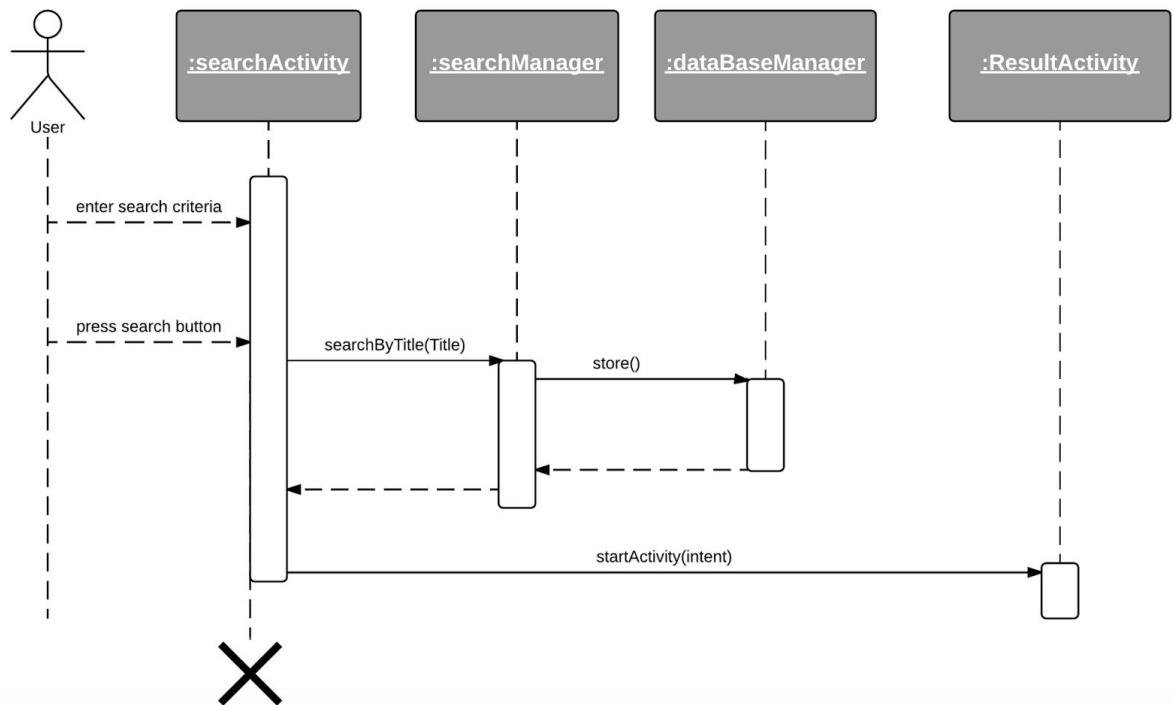 :searchActivity
:searchManager
:dataBaseManager
:ResultActivity
User
enter search criteria
press search button
searchByTitle(Title)
store()
startActivity(intent)